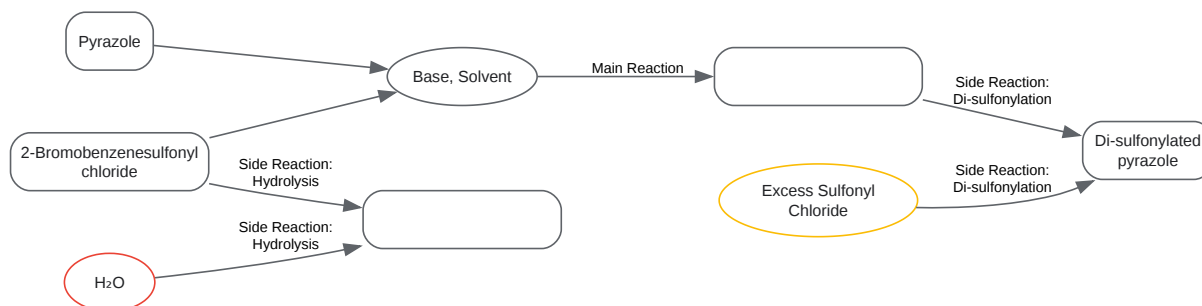 Pyrazole
Base, Solvent
Main Reaction
Side Reaction:
Di-sulfonylation
2-Bromobenzenesulfonyl
chloride
Side Reaction:
Hydrolysis
Di-sulfonylated
pyrazole
Side Reaction:
Di-sulfonylation
Excess Sulfonyl
Chloride
Side Reaction:
Hydrolysis
H₂O